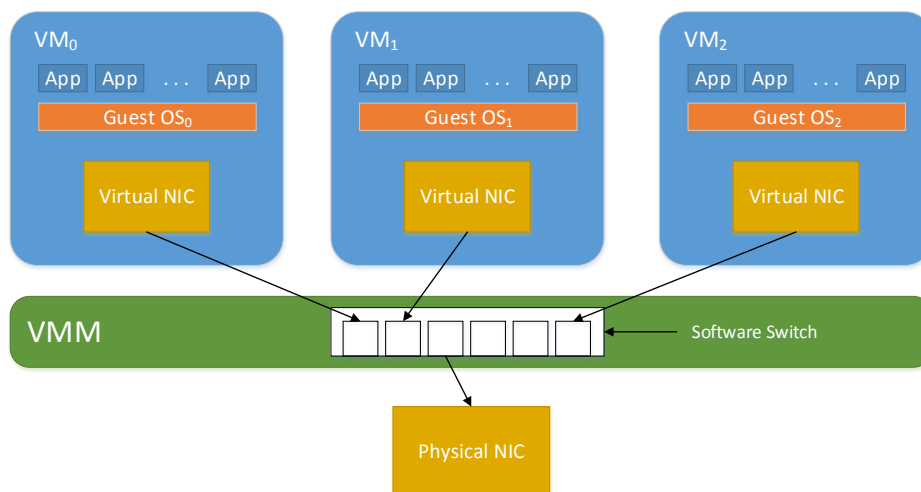 VM₀
App App ... App
Guest OS₀
Virtual NIC
VM₁
App App ... App
Guest OS₁
Virtual NIC
VM₂
App App ... App
Guest OS₂
Virtual NIC
VMM
Software Switch
Physical NIC